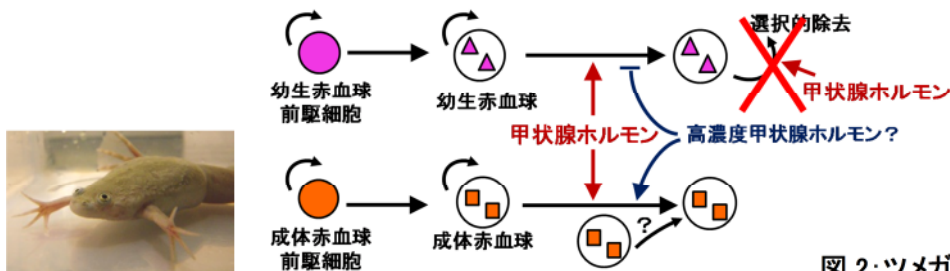 選択的除去
幼生赤血球
前駆細胞
幼生赤血球
甲状腺ホルモン
甲状腺ホルモン
高濃度甲状腺ホルモン?
成体赤血球
前駆細胞
成体赤血球
?
図 2:ツメガ